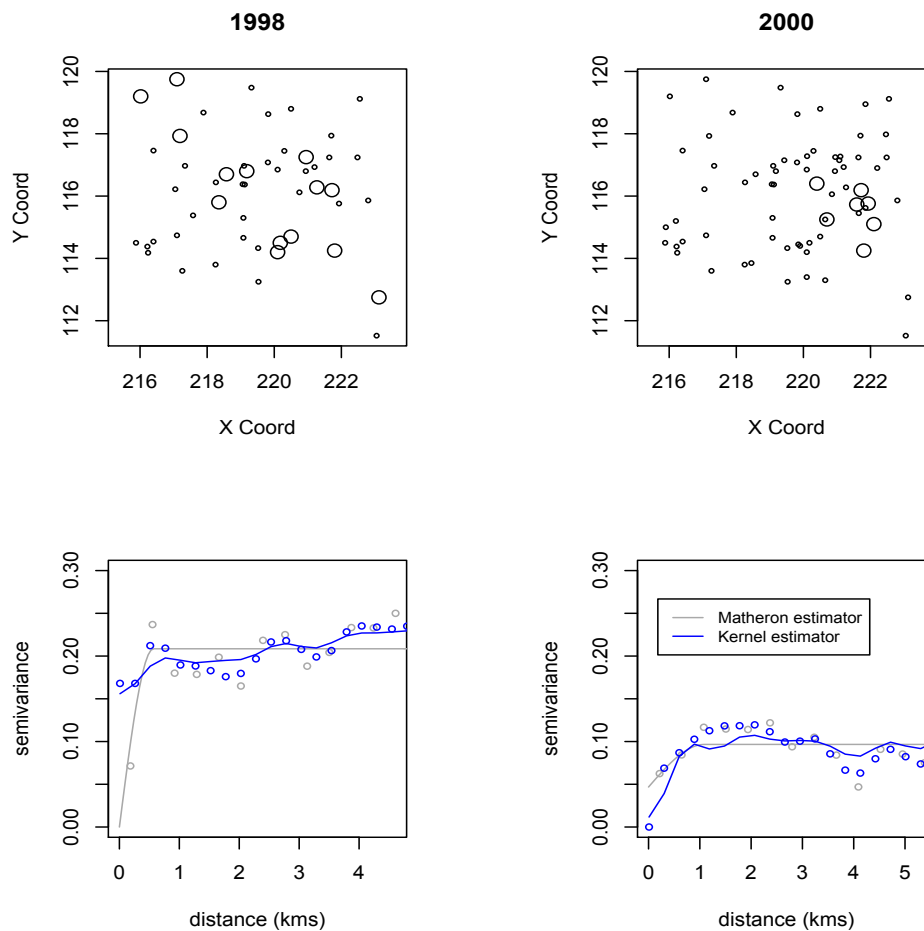 1998
2000
Y Coord
120
118
116
114
112
216 218 220 222
X Coord
Y Coord
120
118
116
114
112
216 218 220 222
X Coord
semivariance
0.30
0.20
0.10
0.00
0 1 2 3 4
distance (kms)
semivariance
0.30
0.20
0.10
0.00
Matheron estimator
Kernel estimator
0 1 2 3 4 5
distance (kms)